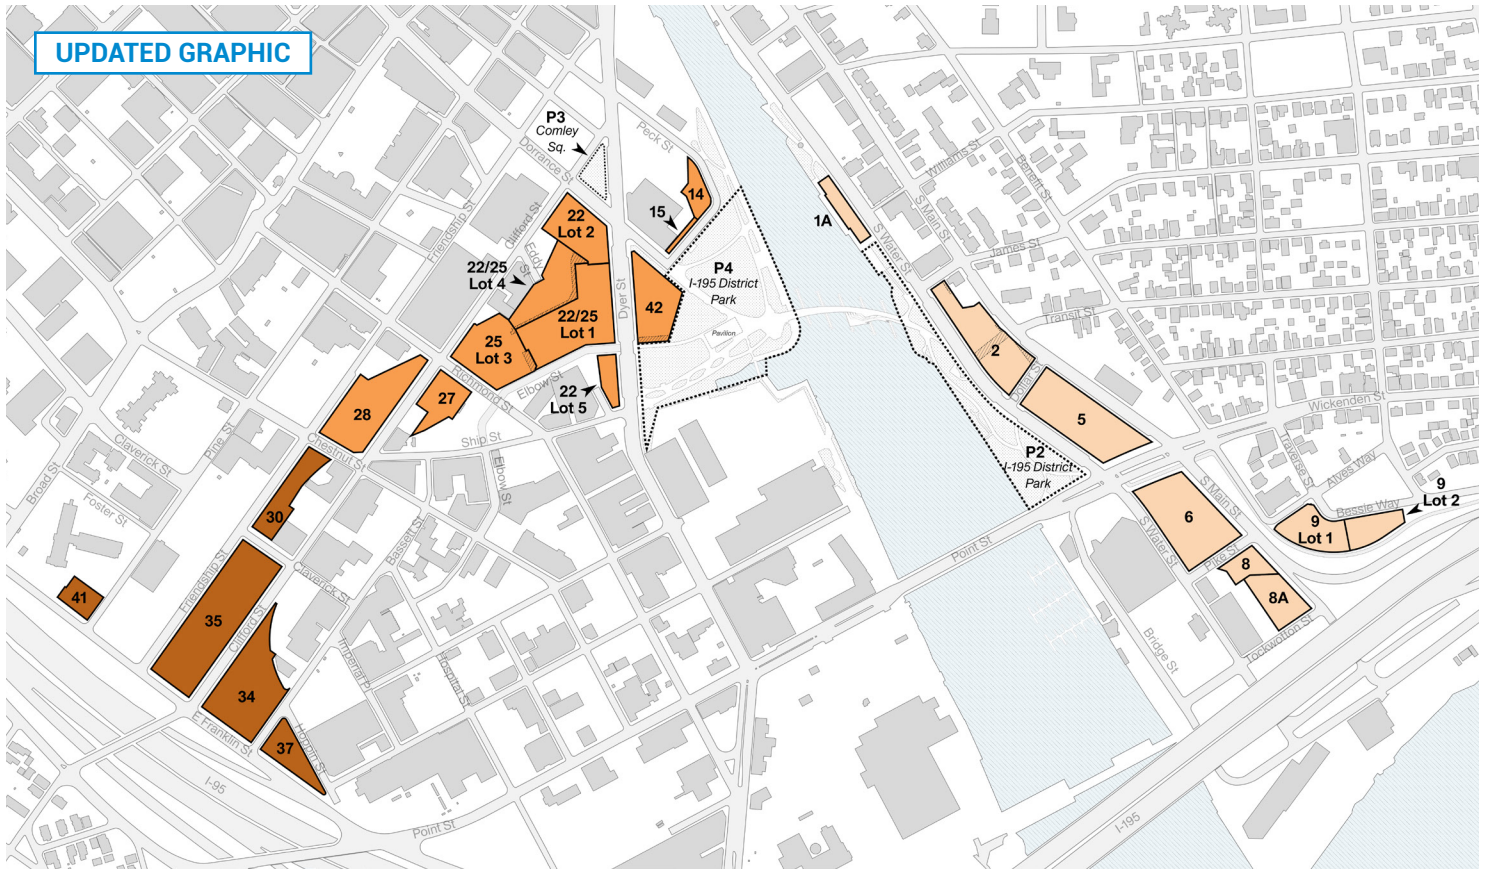 UPDATED GRAPHIC
P3
Comley
Sq.
Dorrance St
Peck St
Friendship St
Clifford St
Eddy
St
22
Lot 2
22/25
Lot 4
22/25
Lot 1
25
Lot 3
22
Lot 5
15
14
42
Dyer St
P4
I-195 District
Park
Pavilion
1A
S Water St
S Main St
Williams St
Benefit St
James St
Transit St
2
Dollar St
5
Wickenden St
P2
I-195 District
Park
Traverse St
Alves Way
Bessie Way
9
Lot 2
9
Lot 1
6
S Main St
S Water St
Pike St
8
8A
Tockwotton St
Bridge St
Point St
28
27
Richmond St
Elbow St
Ship St
Elbow St
Chestnut St
Pine St
Claverick St
Broad St
Foster St
30
Bassett St
Friendship St
Claverick St
41
35
Clifford St
34
Imperial Pl
Hospital St
E Franklin St
37
Hoppin St
I-95
Point St
I-195